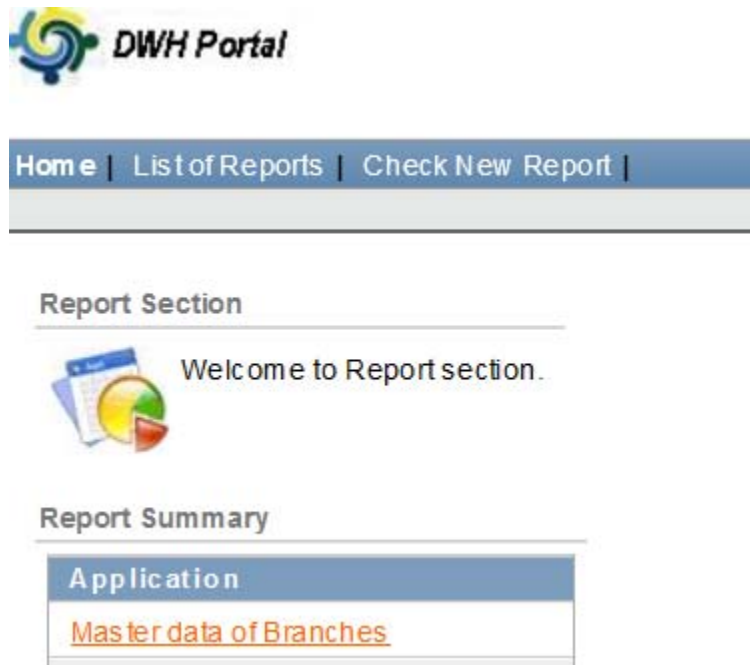 DWH Portal
Home | List of Reports | Check New Report |
Report Section
Welcome to Report section.
Report Summary
Application
Master data of Branches